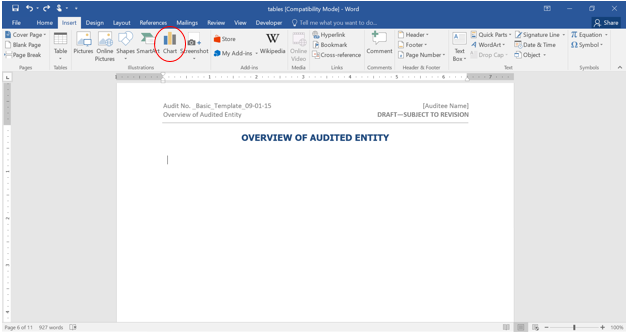 tables [Compatibility Mode] - Word
File Home Insert Design Layout References Mailings Review View Developer Tell me what you want to do... Share
Cover Page
Blank Page
Page Break
Pages
Table
Tables
Pictures
Online Pictures
Shapes
SmartArt
Chart
Screenshot
Illustrations
Store
My Add-ins
Wikipedia
Add-ins
Online Video
Media
Hyperlink
Bookmark
Cross-reference
Links
Comment
Comments
Header
Footer
Page Number
Header & Footer
Text Box
Quick Parts
WordArt
Drop Cap
Signature Line
Date & Time
Object
Text
Equation
Symbol
Symbols
Audit No. _Basic_Template_09-01-15 [Auditee Name]
Overview of Audited Entity DRAFT—SUBJECT TO REVISION
OVERVIEW OF AUDITED ENTITY
Page 6 of 11 927 words 100%